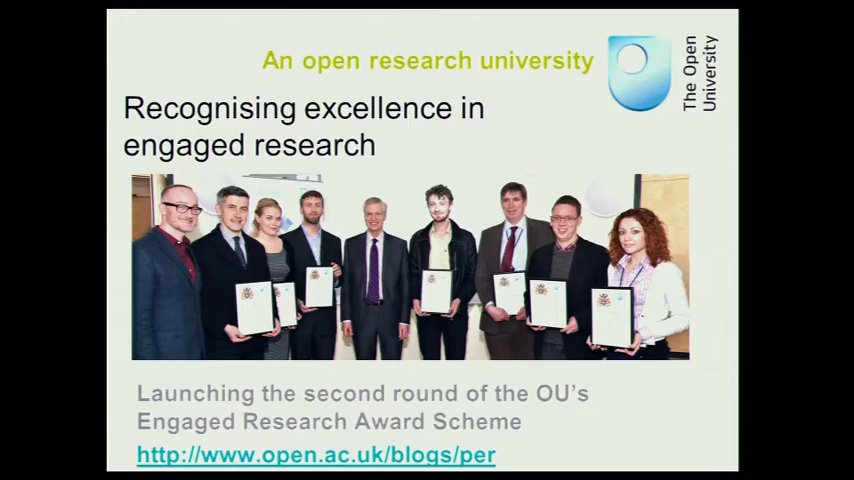 An open research university
The Open
University
Recognising excellence in
engaged research
Launching the second round of the OU's
Engaged Research Award Scheme
http://www.open.ac.uk/blogs/per